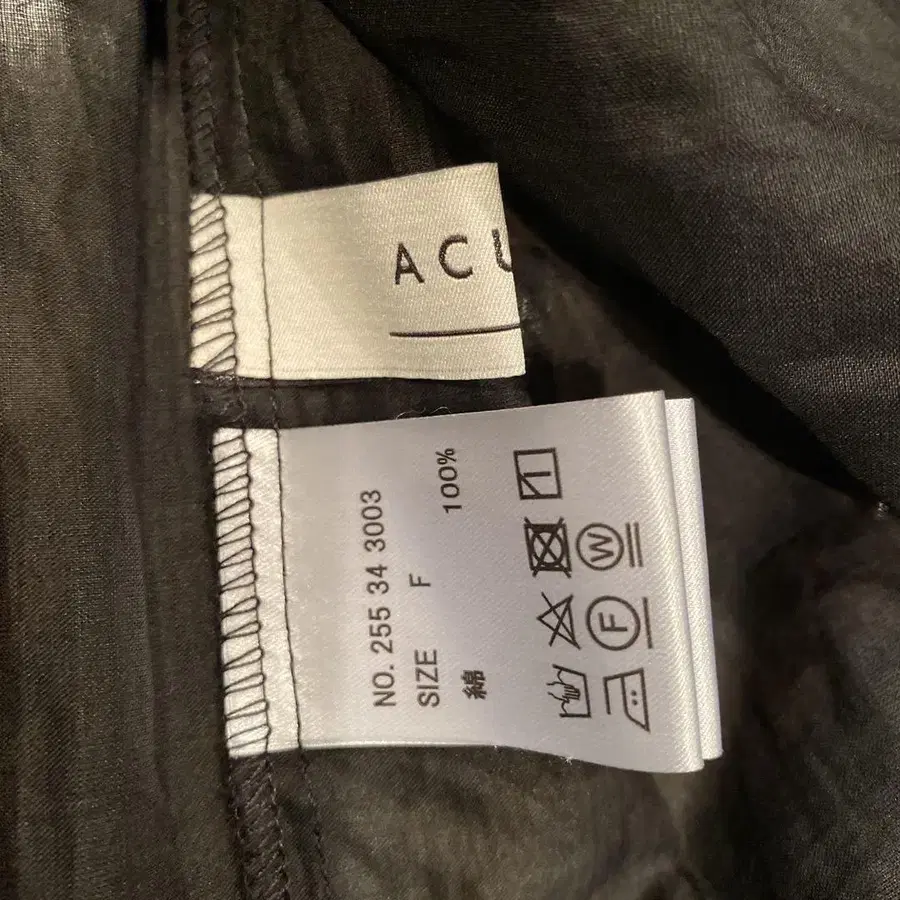 ACU
NO. 255 34 3003
SIZE F
綿 100%
W
F